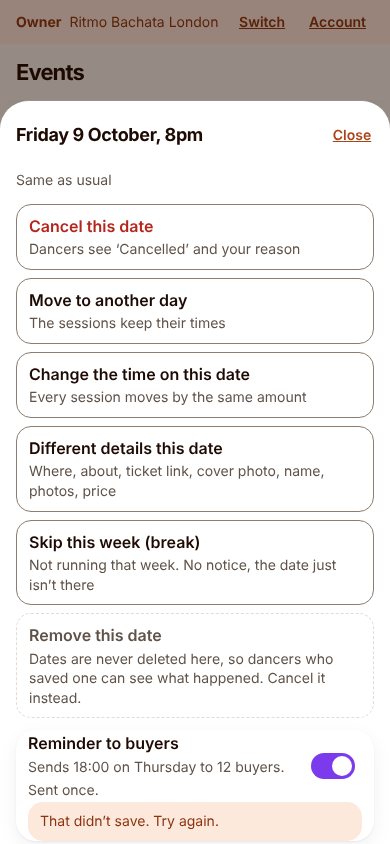 Owner Ritmo Bachata London Switch Account
Events
Friday 9 October, 8pm Close
Same as usual
Cancel this date
Dancers see ‘Cancelled’ and your reason
Move to another day
The sessions keep their times
Change the time on this date
Every session moves by the same amount
Different details this date
Where, about, ticket link, cover photo, name,
photos, price
Skip this week (break)
Not running that week. No notice, the date just
isn’t there
Remove this date
Dates are never deleted here, so dancers who
saved one can see what happened. Cancel it
instead.
Reminder to buyers
Sends 18:00 on Thursday to 12 buyers.
Sent once.
That didn’t save. Try again.